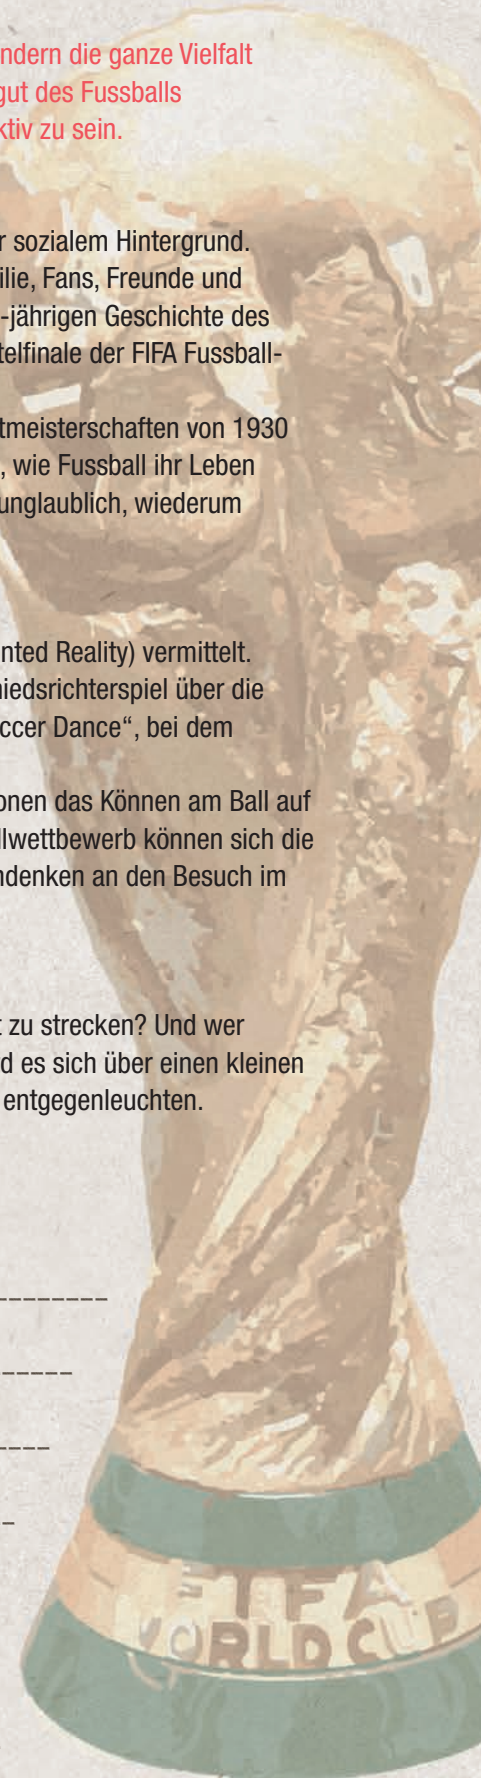 ndern die ganze Vielfalt
gut des Fussballs
ktiv zu sein.
r sozialem Hintergrund.
ilie, Fans, Freunde und
-jährigen Geschichte des
telfinale der FIFA Fussball-
tmeisterschaften von 1930
, wie Fussball ihr Leben
unglaublich, wiederum
nted Reality) vermittelt.
niedsrichterspiel über die
ccer Dance“, bei dem
onen das Können am Ball auf
llwettbewerb können sich die
ndenken an den Besuch im
t zu strecken? Und wer
d es sich über einen kleinen
entgegenleuchten.
FIFA
WORLD CUP